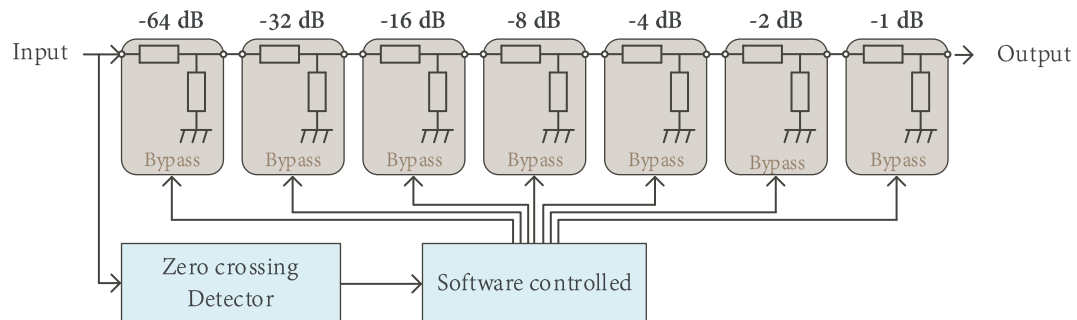 -64 dB -32 dB -16 dB -8 dB -4 dB -2 dB -1 dB
Input Output
Bypass Bypass Bypass Bypass Bypass Bypass Bypass
Zero crossing
Detector
Software controlled